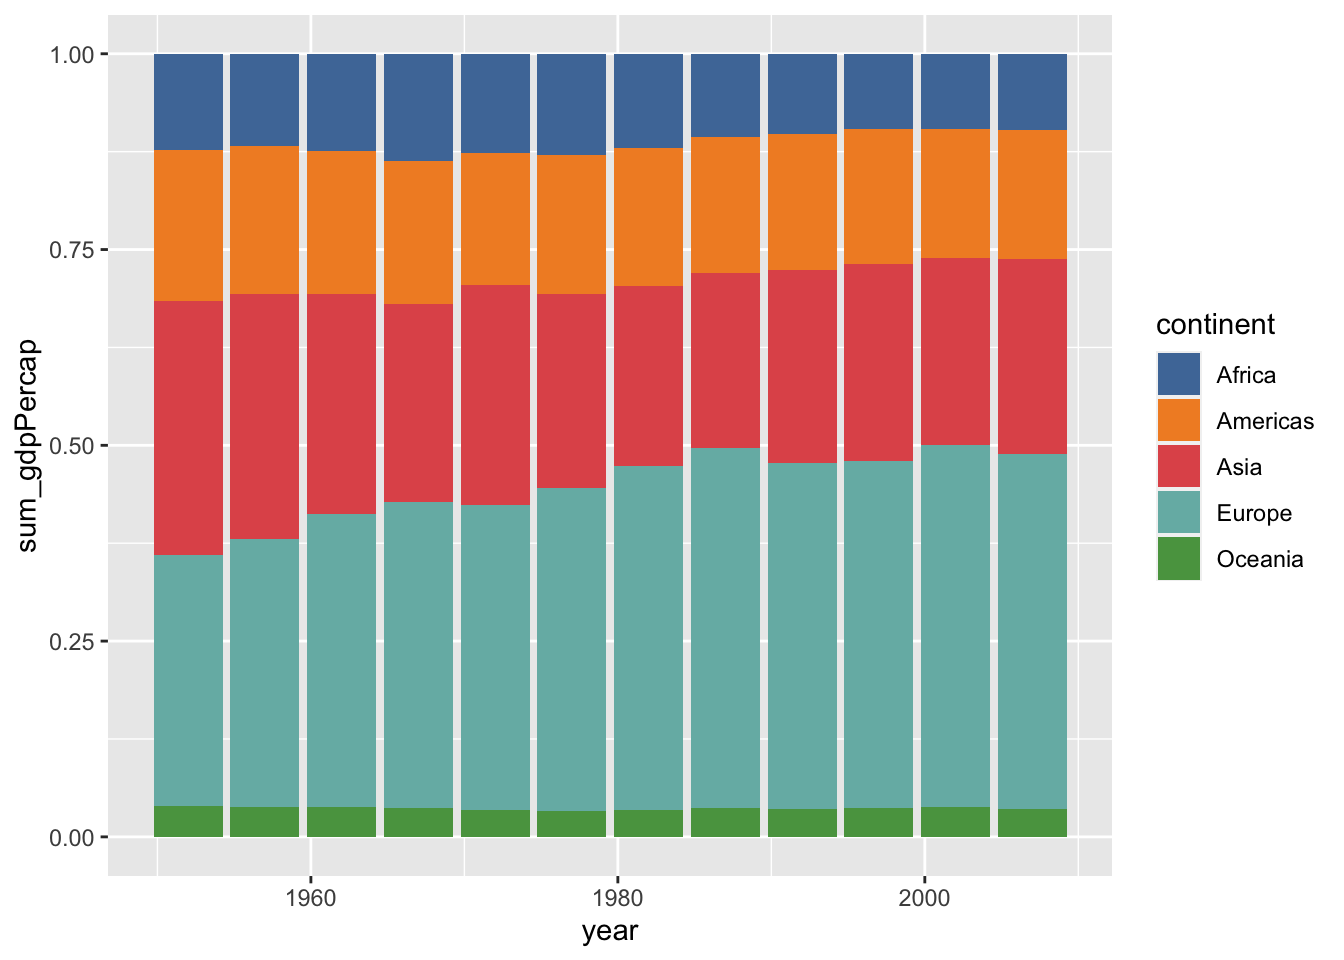 1.00
0.75
0.50
0.25
0.00
sum_gdpPercap
1960
1980
2000
year
continent
Africa
Americas
Asia
Europe
Oceania